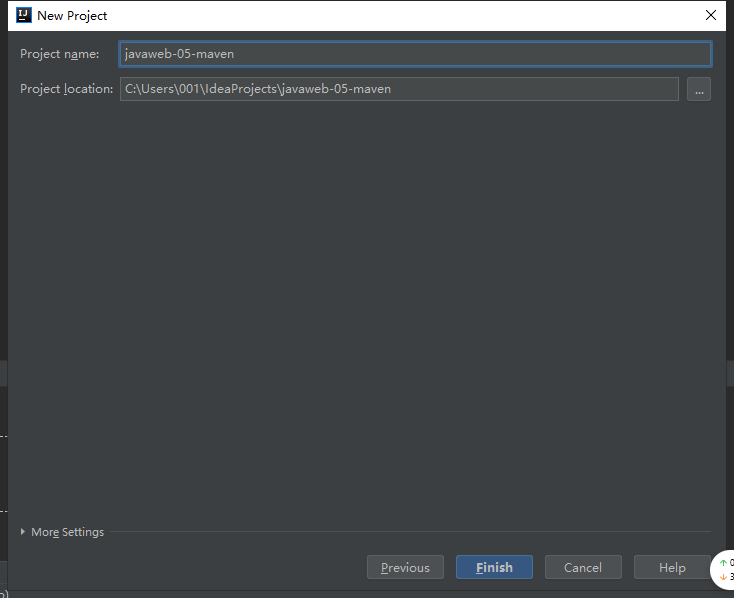 New Project
Project name: javaweb-05-maven
Project location: C:\Users\001\IdeaProjects\javaweb-05-maven ...
More Settings
Previous Finish Cancel Help